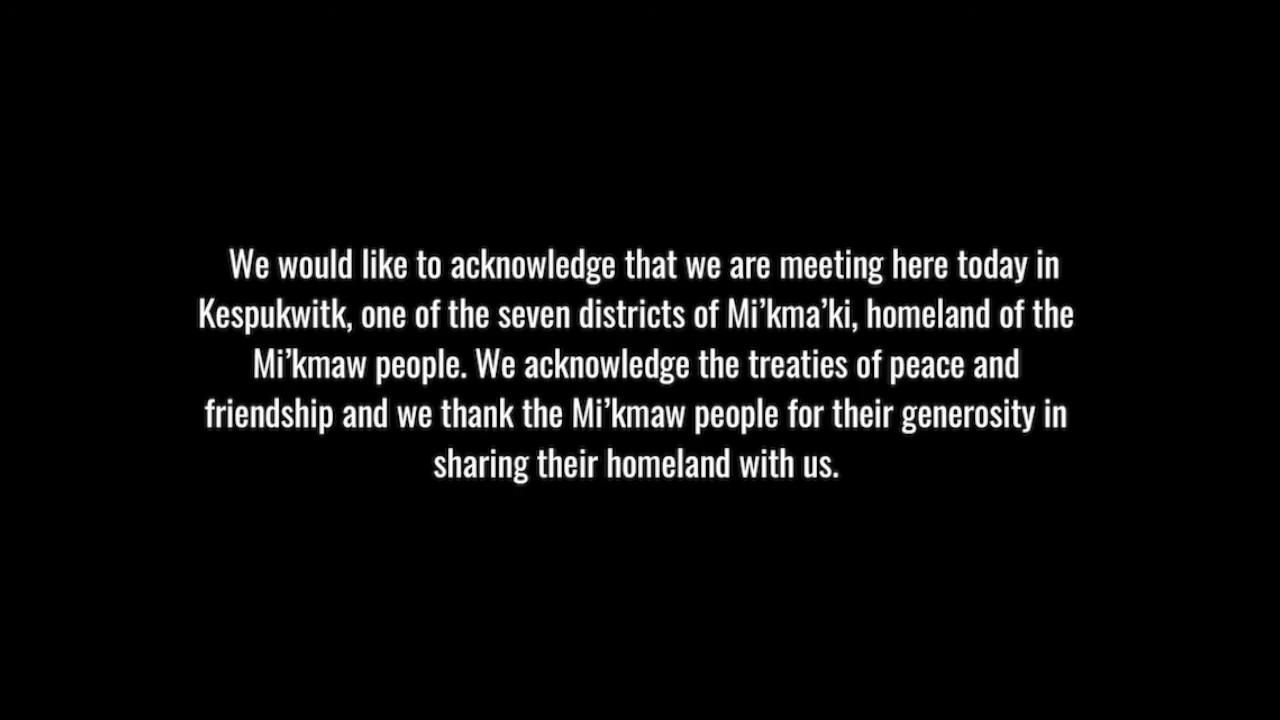 We would like to acknowledge that we are meeting here today in
Kespukwitk, one of the seven districts of Mi’kma’ki, homeland of the
Mi’kmaw people. We acknowledge the treaties of peace and
friendship and we thank the Mi’kmaw people for their generosity in
sharing their homeland with us.